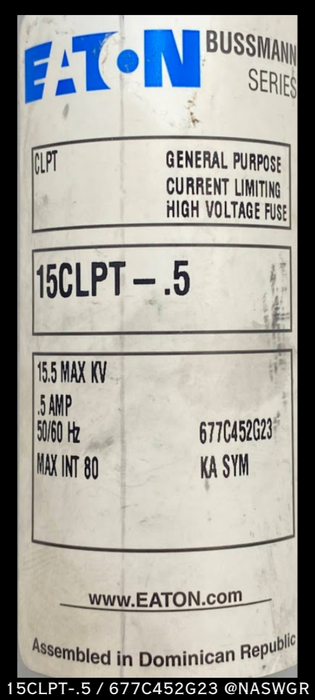 EATON BUSSMANN
SERIES
CLPT GENERAL PURPOSE
CURRENT LIMITING
HIGH VOLTAGE FUSE
15CLPT-.5
15.5 MAX KV
.5 AMP
50/60 Hz 677C452G23
MAX INT 80 KA SYM
www.EATON.com
Assembled in Dominican Republic
15CLPT-.5 / 677C452G23 @NASWGR